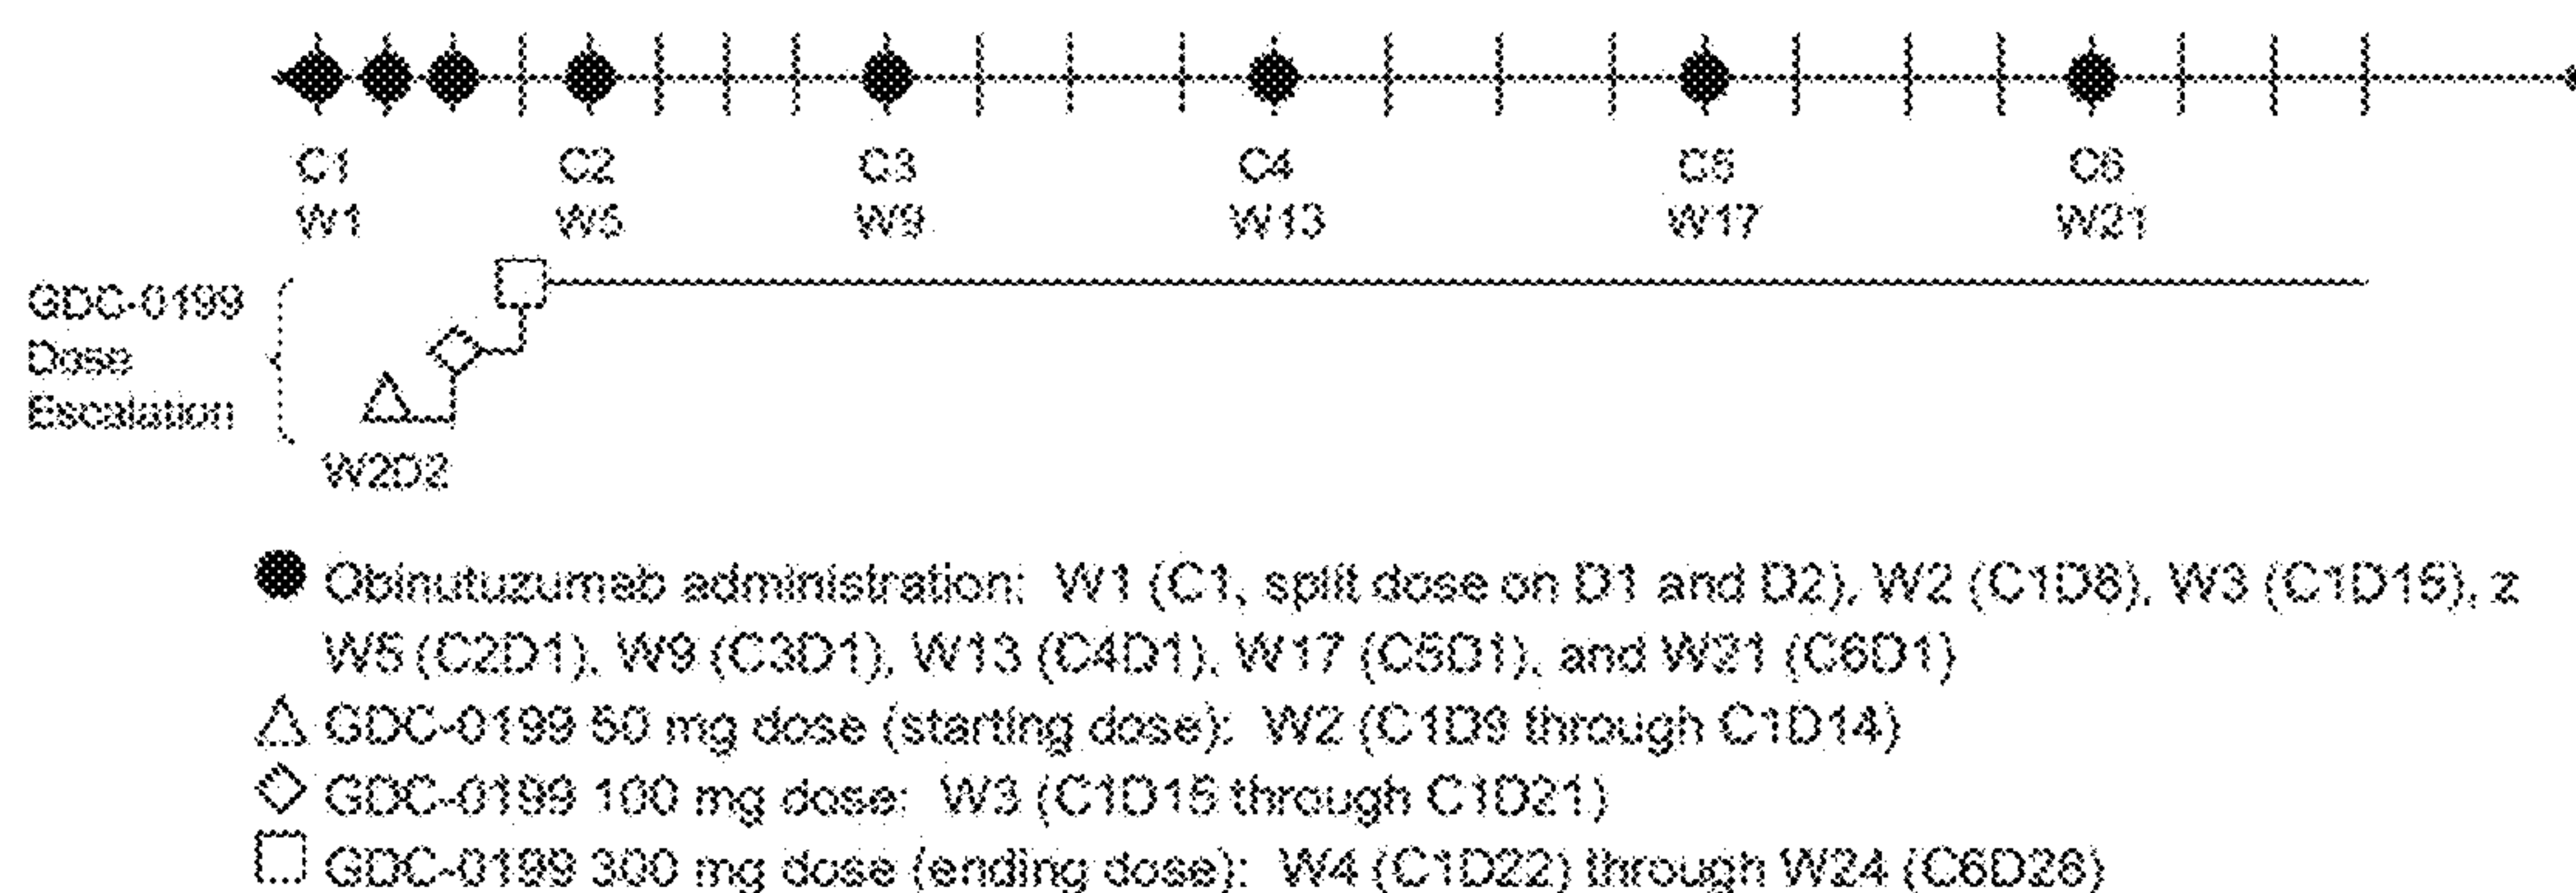 C1 C2 C3 C4 C5 C6
W1 W5 W9 W13 W17 W21
GDC-0199
Dose
Escalation
W2D2
Obinutuzumab administration: W1 (C1, split dose on D1 and D2), W2 (C1D8), W3 (C1D15), z
W5 (C2D1), W9 (C3D1), W13 (C4D1), W17 (C5D1), and W21 (C6D1)
GDC-0199 50 mg dose (starting dose): W2 (C1D9 through C1D14)
GDC-0199 100 mg dose: W3 (C1D15 through C1D21)
GDC-0199 300 mg dose (ending dose): W4 (C1D22) through W24 (C6D28)